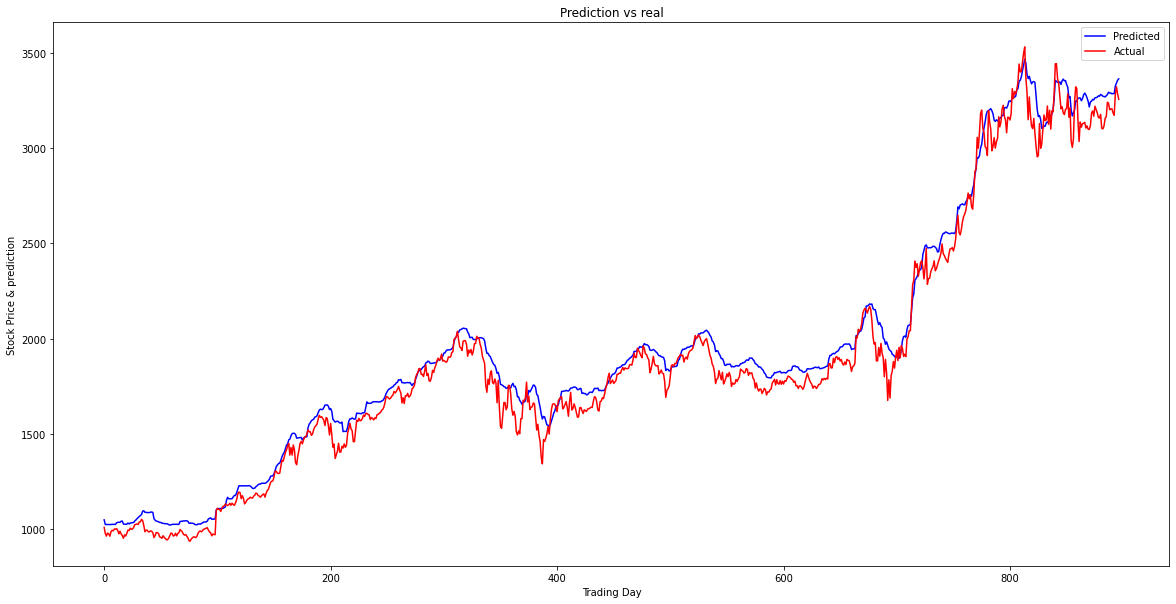 Prediction vs real
Predicted
Actual
3500
3000
2500
2000
1500
1000
Stock Price & prediction
0
200
400
600
800
Trading Day